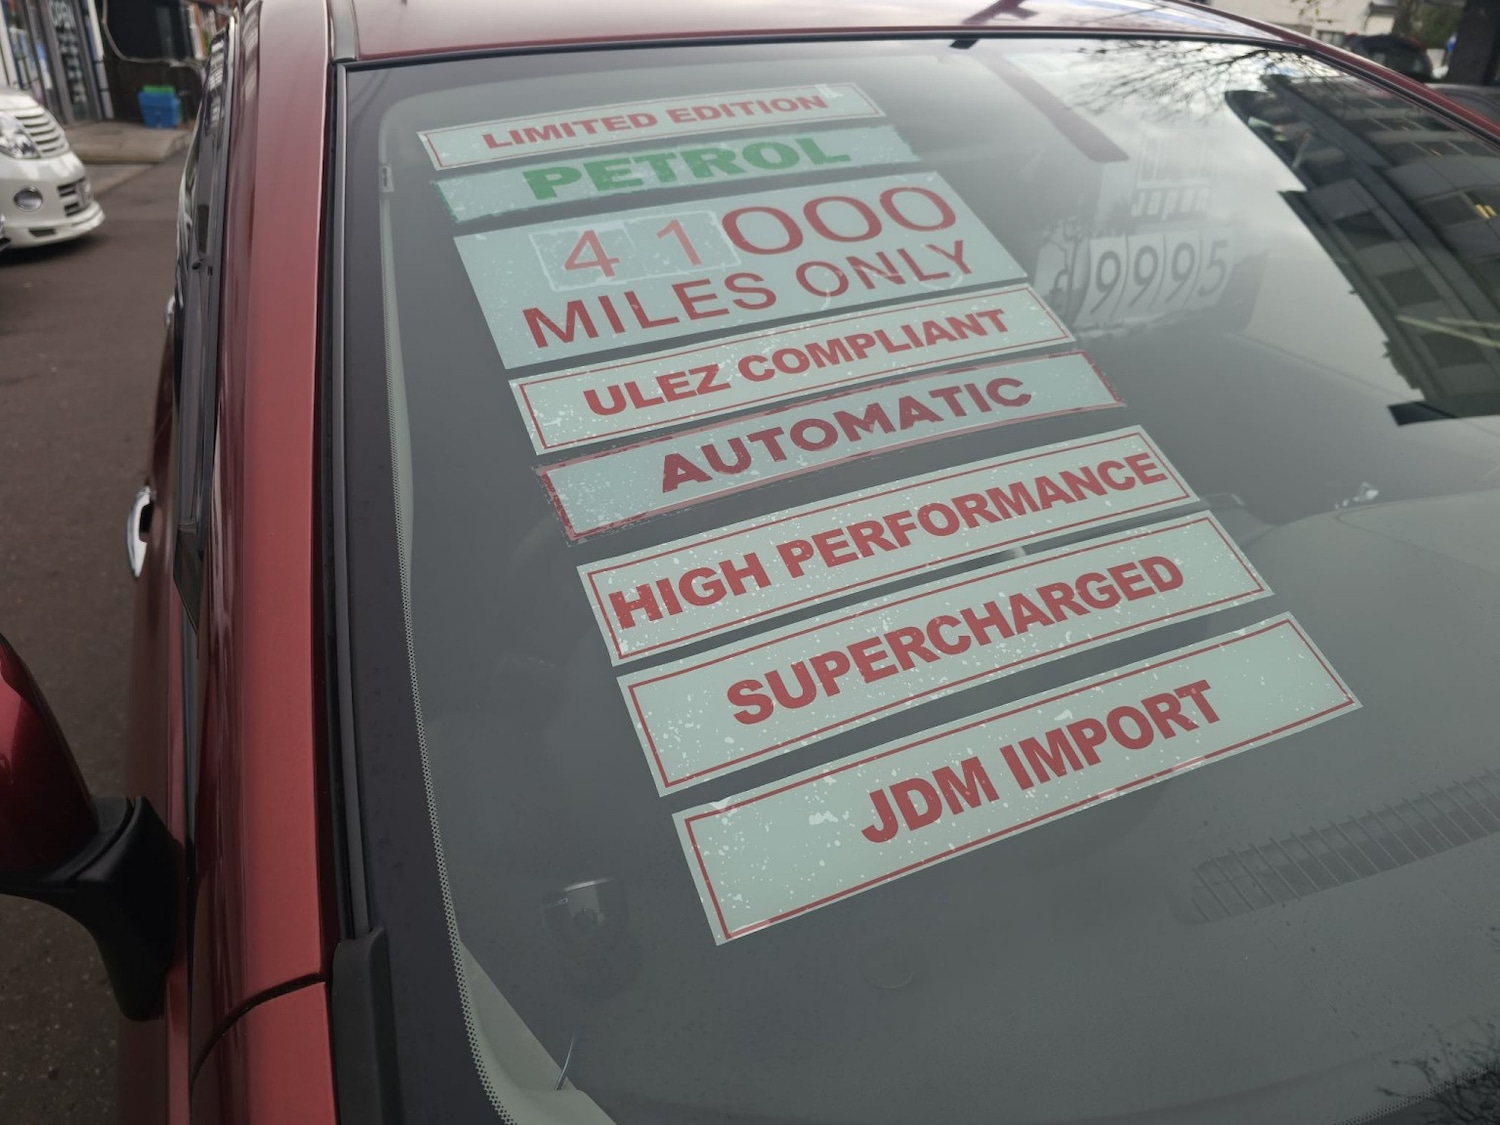 LIMITED EDITION
PETROL
41000
MILES ONLY
ULEZ COMPLIANT
AUTOMATIC
HIGH PERFORMANCE
SUPERCHARGED
JDM IMPORT
£9995